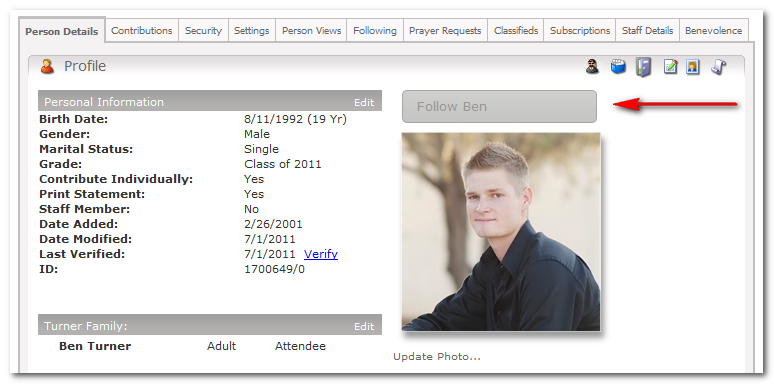 Person Details Contributions Security Settings Person Views Following Prayer Requests Classifieds Subscriptions Staff Details Benevolence
Profile
Personal Information Edit
Birth Date: 8/11/1992 (19 Yr)
Gender: Male
Marital Status: Single
Grade: Class of 2011
Contribute Individually: Yes
Print Statement: Yes
Staff Member: No
Date Added: 2/26/2001
Date Modified: 7/1/2011
Last Verified: 7/1/2011 Verify
ID: 1700649/0
Follow Ben
Turner Family: Edit
Ben Turner Adult Attendee
Update Photo...